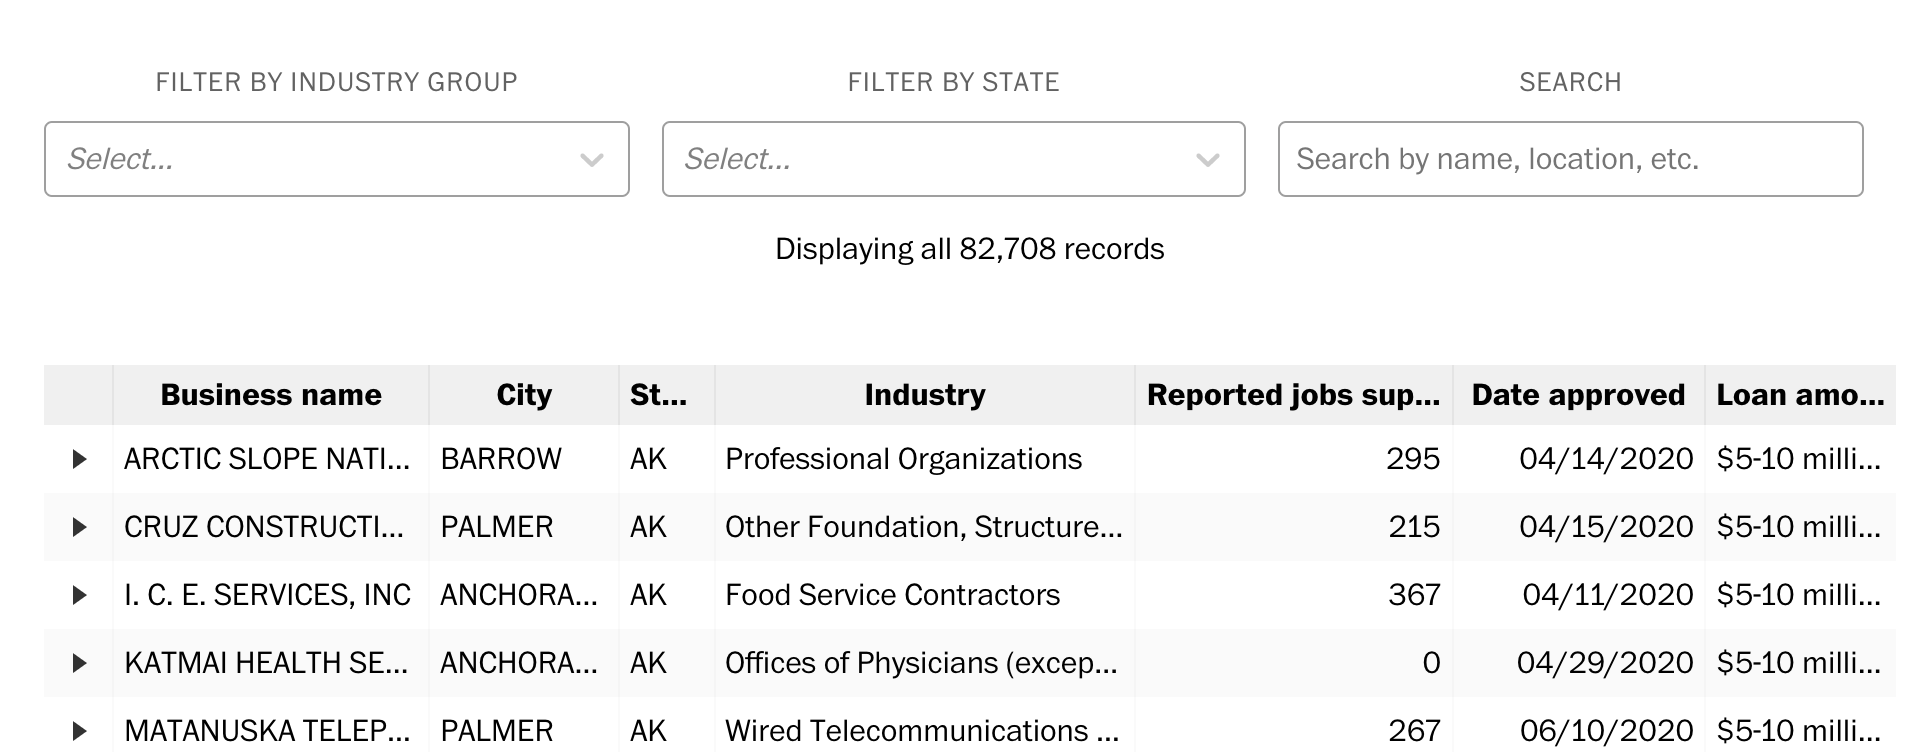 FILTER BY INDUSTRY GROUP FILTER BY STATE SEARCH
Select... Select... Search by name, location, etc.
Displaying all 82,708 records
Business name City St... Industry Reported jobs sup... Date approved Loan amo...
ARCTIC SLOPE NATI... BARROW AK Professional Organizations 295 04/14/2020 $5-10 milli...
CRUZ CONSTRUCTI... PALMER AK Other Foundation, Structure... 215 04/15/2020 $5-10 milli...
I. C. E. SERVICES, INC ANCHORA... AK Food Service Contractors 367 04/11/2020 $5-10 milli...
KATMAI HEALTH SE... ANCHORA... AK Offices of Physicians (excep... 0 04/29/2020 $5-10 milli...
MATANUSKA TELEP... PALMER AK Wired Telecommunications ... 267 06/10/2020 $5-10 milli...